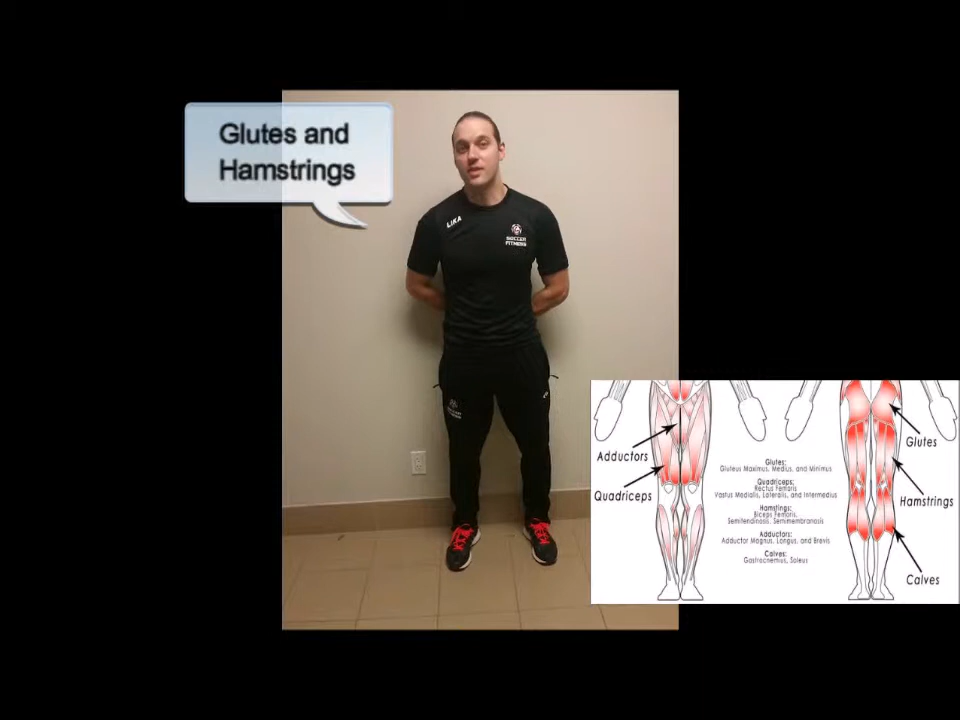 Glutes and
Hamstrings
LIKA
SOCCER
FITNESS
Adductors
Quadriceps
Glutes:
Gluteus Maximus, Medius, and Minimus
Quadriceps:
Rectus Femoris
Vastus Medialis, Lateralis, and Intermedius
Hamstings:
Biceps Femoris,
Semitendinosis, Semimembranosis
Adductors:
Adductor Magnus, Longus, and Brevis
Calves:
Gastrocnemius, Soleus
Glutes
Hamstrings
Calves